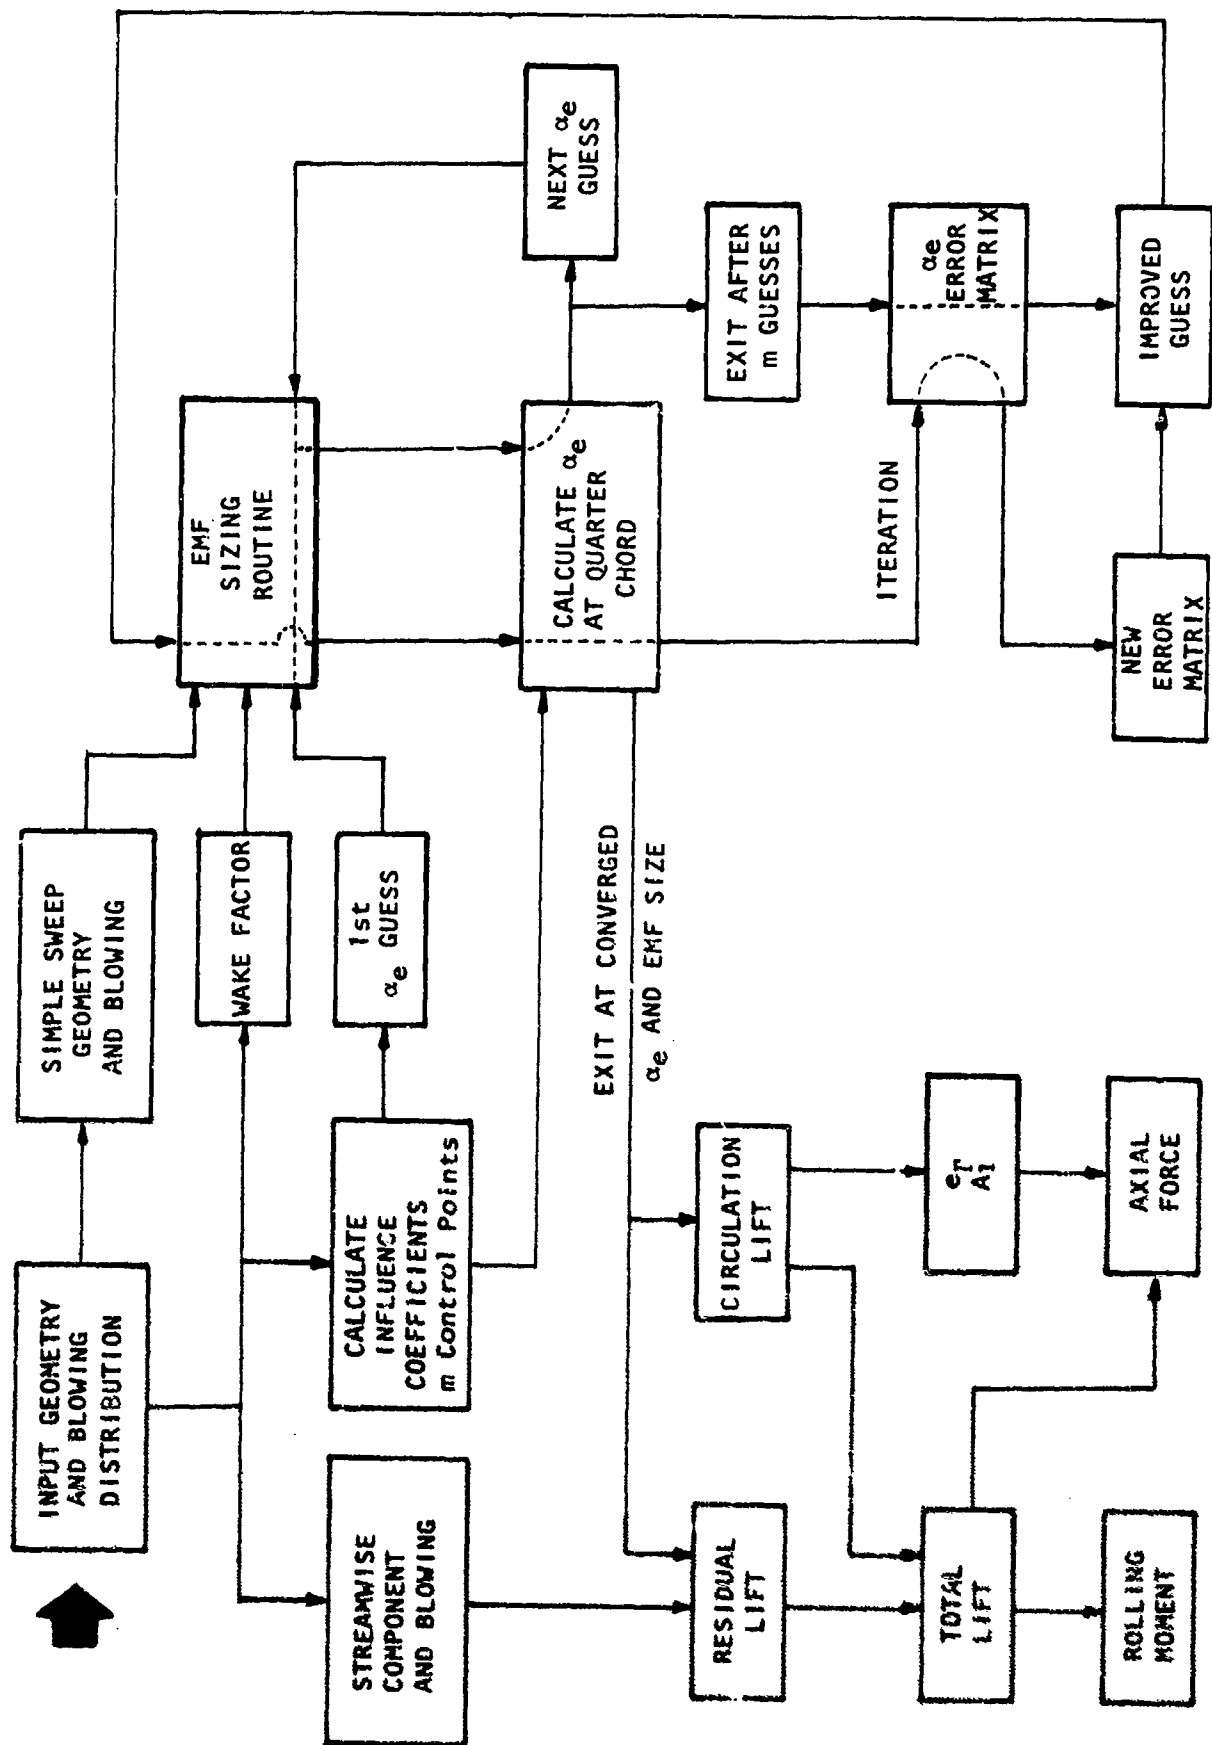 INPUT GEOMETRY
AND BLOWING
DISTRIBUTION
SIMPLE SWEEP
GEOMETRY
AND BLOWING
WAKE FACTOR
1st
αe GUESS
EMF
SIZING
ROUTINE
NEXT αe
GUESS
STREAMWISE
COMPONENT
AND BLOWING
CALCULATE
INFLUENCE
COEFFICIENTS
m Control Points
CALCULATE αe
AT QUARTER
CHORD
EXIT AT CONVERGED
αe AND EMF SIZE
EXIT AFTER
m GUESSES
ITERATION
αe
ERROR
MATRIX
NEW
ERROR
MATRIX
IMPROVED
GUESS
RESIDUAL
LIFT
CIRCULATION
LIFT
TOTAL
LIFT
eΓ
A1
ROLLING
MOMENT
AXIAL
FORCE